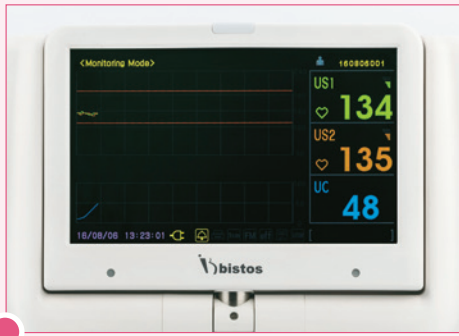 <Monitoring Mode>
160806001
US1
134
US2
135
UC
48
16/08/06 13:23:01
bistos